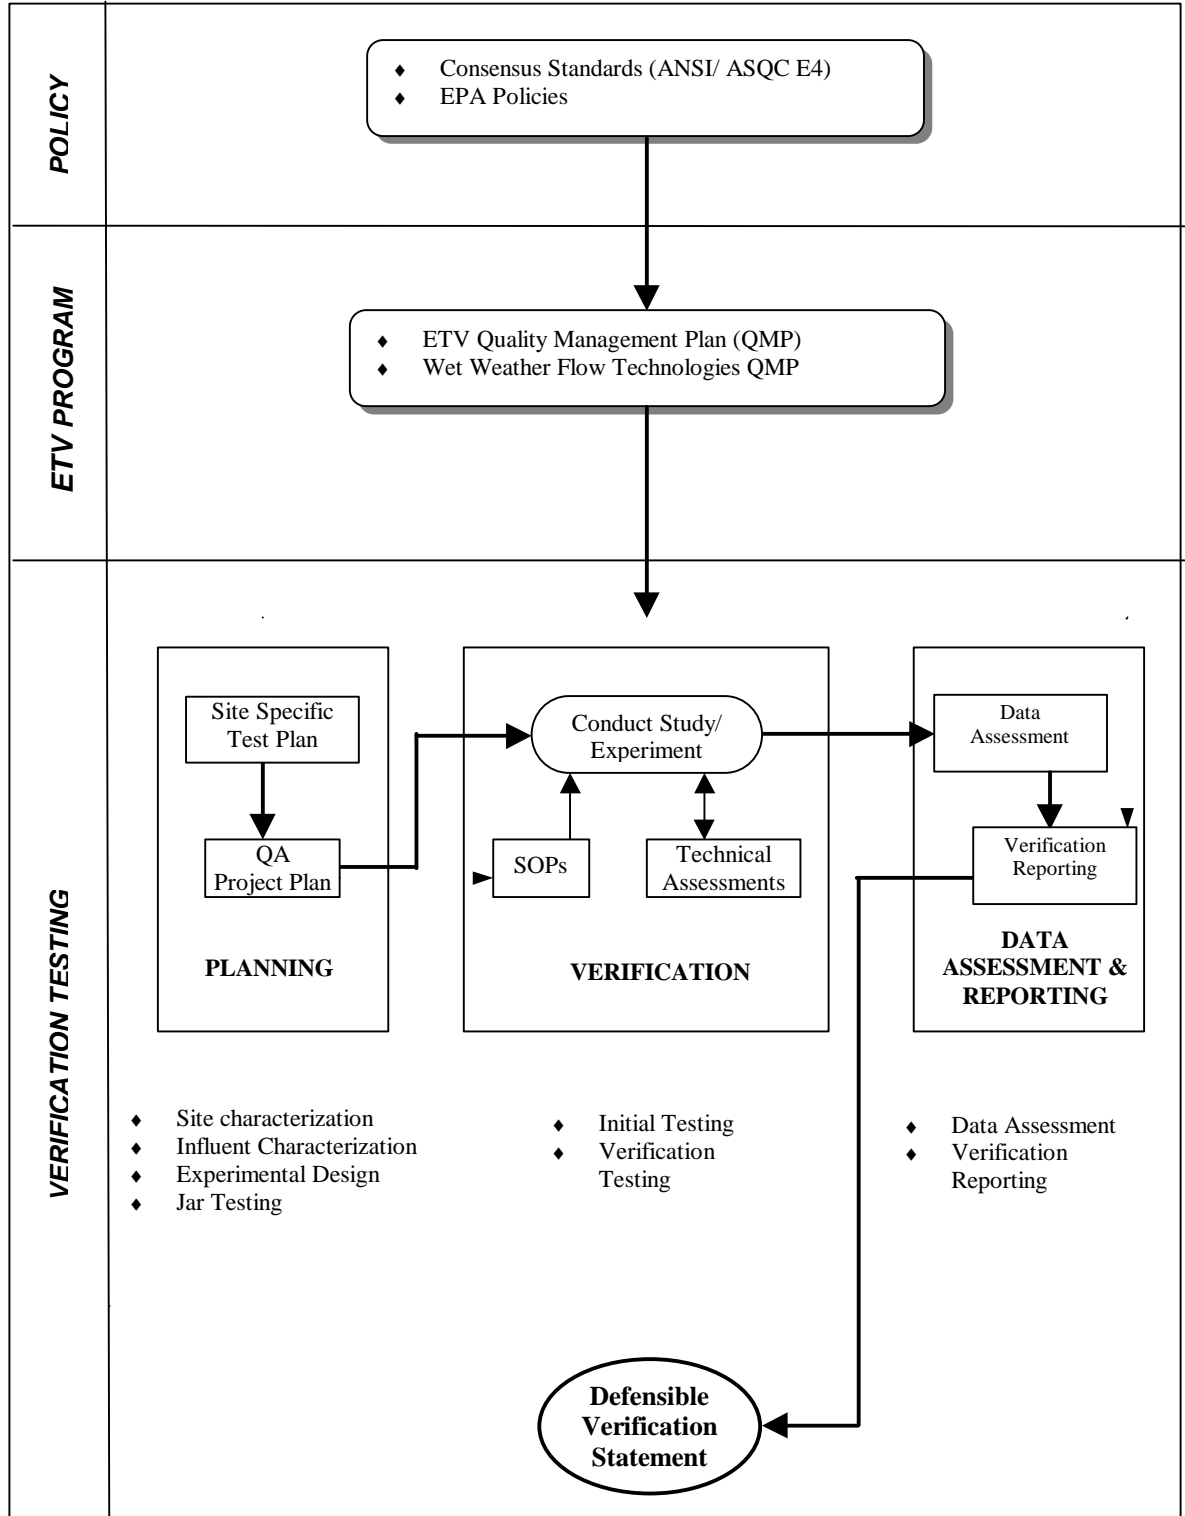 POLICY
♦ Consensus Standards (ANSI/ ASQC E4)
♦ EPA Policies
ETV PROGRAM
♦ ETV Quality Management Plan (QMP)
♦ Wet Weather Flow Technologies QMP
VERIFICATION TESTING
Site Specific
Test Plan
QA
Project Plan
PLANNING
Conduct Study/
Experiment
SOPs
Technical
Assessments
VERIFICATION
Data
Assessment
Verification
Reporting
DATA
ASSESSMENT &
REPORTING
♦ Site characterization
♦ Influent Characterization
♦ Experimental Design
♦ Jar Testing
♦ Initial Testing
♦ Verification
Testing
♦ Data Assessment
♦ Verification
Reporting
Defensible
Verification
Statement